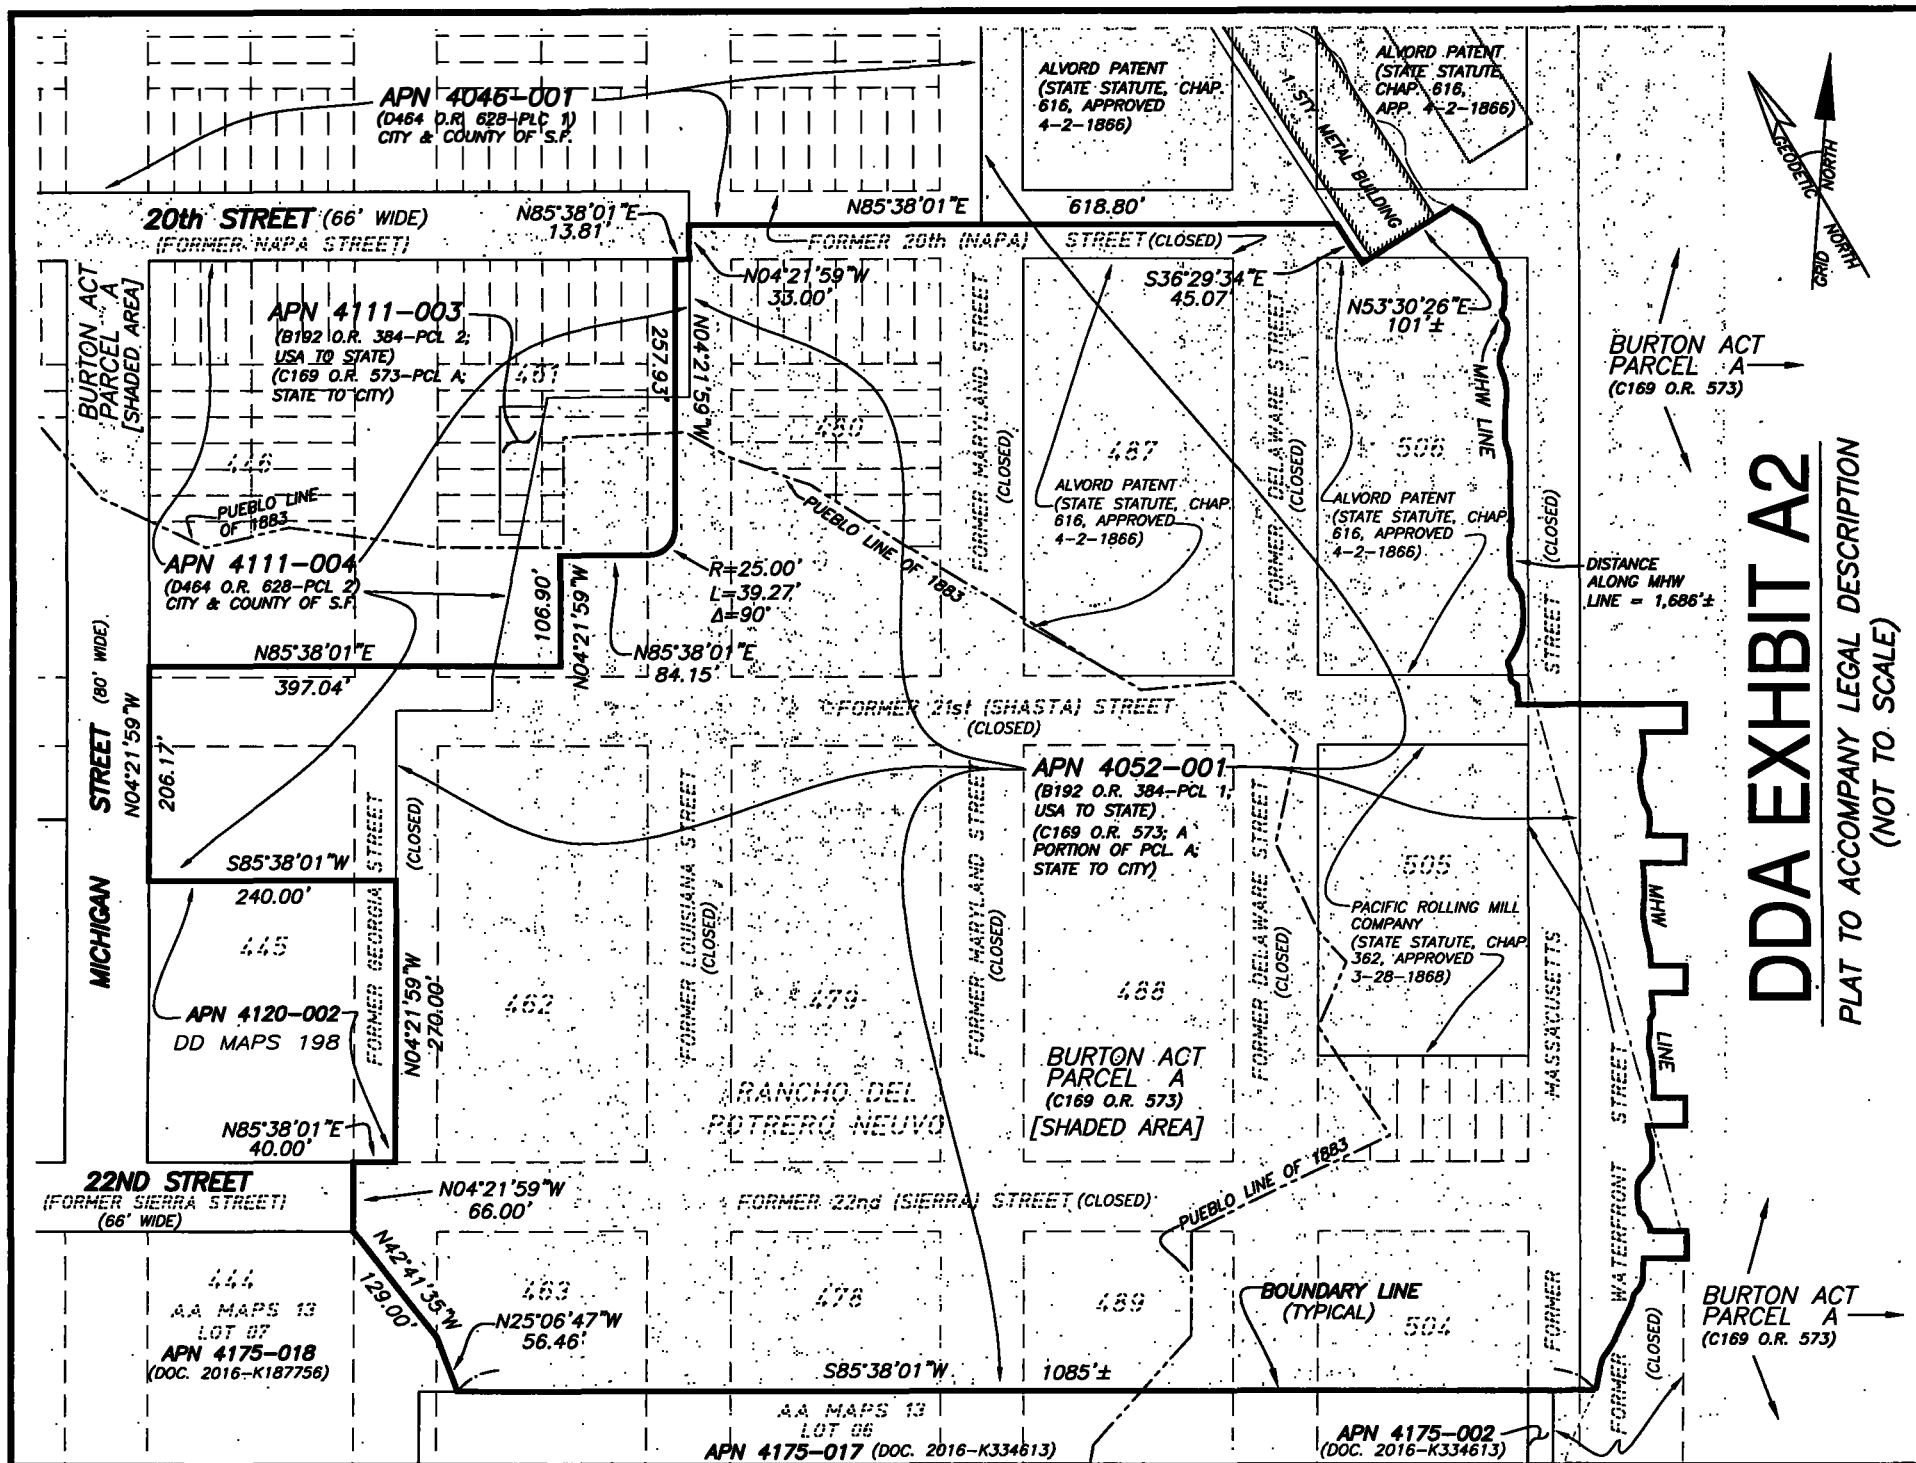 APN 4046-001
(D464 O.R. 628-PLC 1)
CITY & COUNTY OF S.F.
ALVORD PATENT
(STATE STATUTE, CHAP.
616, APPROVED
4-2-1866)
1 STY. METAL BUILDING
ALVORD PATENT
(STATE STATUTE,
CHAP. 616,
APP. 4-2-1866)
GEODETIC NORTH
GRID NORTH
20th STREET (66' WIDE)
(FORMER NAPA STREET)
N85°38'01"E
13.81'
N85°38'01"E 618.80'
FORMER 20th (NAPA) STREET (CLOSED)
N04°21'59"W
33.00'
S36°29'34"E
45.07'
N53°30'26"E
101'±
BURTON ACT
PARCEL A
[SHADED AREA]
APN 4111-003
(B192 O.R. 384-PCL 2;
USA TO STATE)
(C169 O.R. 573-PCL A;
STATE TO CITY)
481
257.93'
N04°21'59"W
480
FORMER MARYLAND STREET
(CLOSED)
487
ALVORD PATENT
(STATE STATUTE, CHAP.
616, APPROVED
4-2-1866)
FORMER DELAWARE STREET
(CLOSED)
506
ALVORD PATENT
(STATE STATUTE, CHAP.
616, APPROVED
4-2-1866)
MHW LINE
STREET (CLOSED)
BURTON ACT
PARCEL A
(C169 O.R. 573)
DISTANCE
ALONG MHW
LINE = 1,686'±
446
PUEBLO LINE
OF 1883
PUEBLO LINE OF 1883
APN 4111-004
(D464 O.R. 628-PCL 2)
CITY & COUNTY OF S.F.
106.90'
N04°21'59"W
R=25.00'
L=39.27'
Δ=90°
N85°38'01"E
84.15'
N85°38'01"E
397.04'
FORMER 21st (SHASTA) STREET
(CLOSED)
MICHIGAN STREET (80' WIDE)
N04°21'59"W
206.17'
S85°38'01"W
240.00'
FORMER GEORGIA STREET
(CLOSED)
FORMER LOUISIANA STREET
(CLOSED)
FORMER MARYLAND STREET
(CLOSED)
APN 4052-001
(B192 O.R. 384-PCL 1;
USA TO STATE)
(C169 O.R. 573; A
PORTION OF PCL. A;
STATE TO CITY)
FORMER DELAWARE STREET
(CLOSED)
505
PACIFIC ROLLING MILL
COMPANY
(STATE STATUTE, CHAP.
362, APPROVED
3-28-1868)
MHW LINE
445
APN 4120-002
DD MAPS 198
N04°21'59"W
270.00'
462
479
488
RANCHO DEL
POTRERO NEUVO
BURTON ACT
PARCEL A
(C169 O.R. 573)
[SHADED AREA]
FORMER MASSACUSETTS
FORMER WATERFRONT STREET
(CLOSED)
N85°38'01"E
40.00'
22ND STREET
(FORMER SIERRA STREET)
(66' WIDE)
N04°21'59"W
66.00'
FORMER 22nd (SIERRA) STREET (CLOSED)
PUEBLO LINE OF 1883
N42°41'35"W
129.00'
444
AA MAPS 13
LOT 07
APN 4175-018
(DOC. 2016-K187756)
463
N25°06'47"W
56.46'
478
489
BOUNDARY LINE
(TYPICAL)
504
S85°38'01"W 1085'±
AA MAPS 13
LOT 06
APN 4175-017 (DOC. 2016-K334613)
APN 4175-002
(DOC. 2016-K334613)
BURTON ACT
PARCEL A
(C169 O.R. 573)
DDA EXHBIT A2
PLAT TO ACCOMPANY LEGAL DESCRIPTION
(NOT TO SCALE)